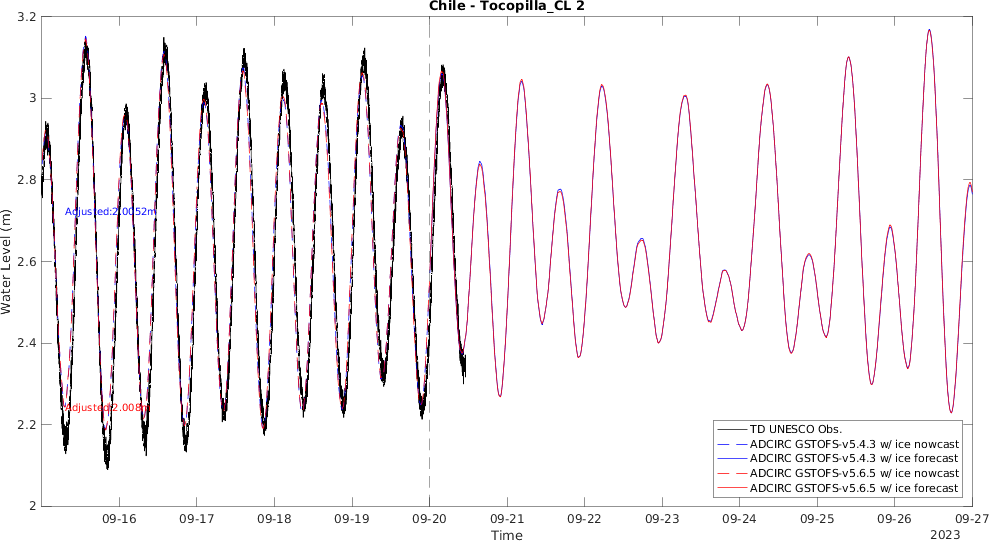 Chile - Tocopilla_CL 2
3.2
3
2.8
2.6
2.4
2.2
2
Water Level (m)
Adjusted:2.0052m
Adjusted:2.008m
TD UNESCO Obs.
ADCIRC GSTOFS-v5.4.3 w/ ice nowcast
ADCIRC GSTOFS-v5.4.3 w/ ice forecast
ADCIRC GSTOFS-v5.6.5 w/ ice nowcast
ADCIRC GSTOFS-v5.6.5 w/ ice forecast
09-16 09-17 09-18 09-19 09-20 09-21 09-22 09-23 09-24 09-25 09-26 09-27
Time
2023